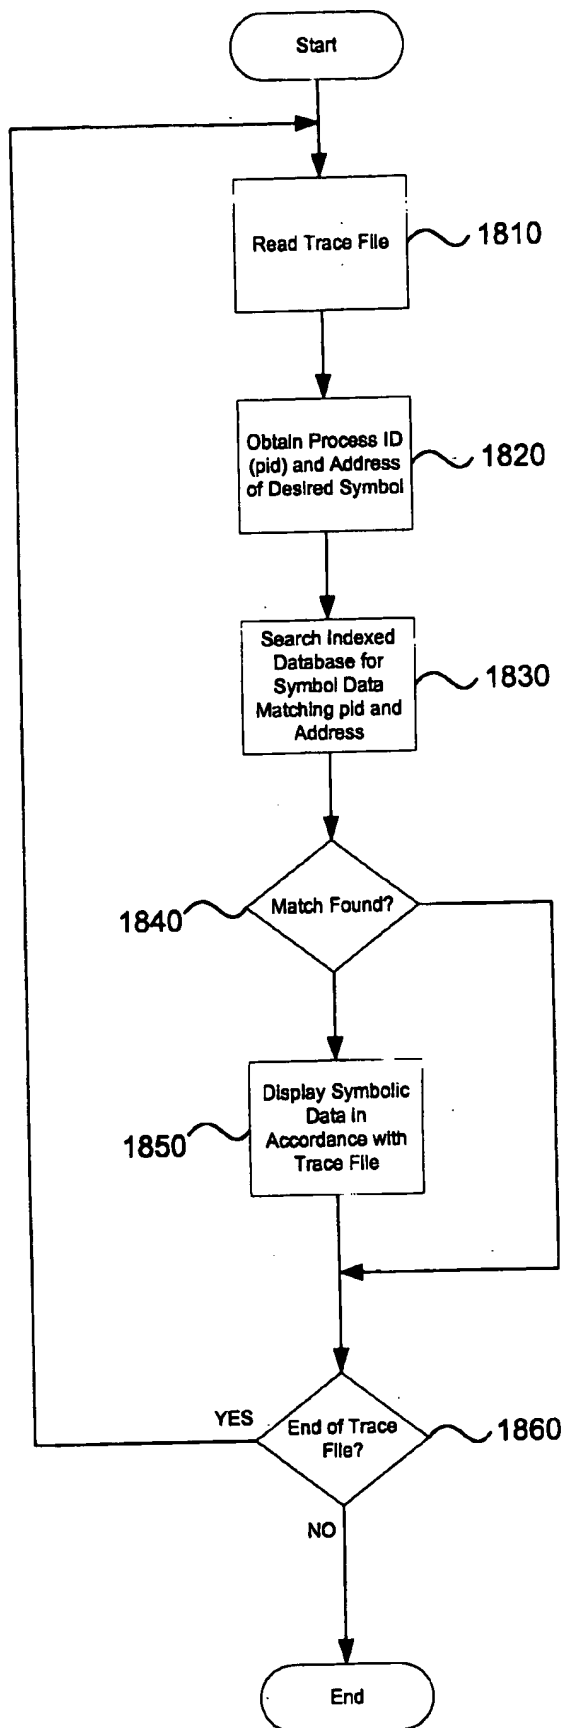 Start
Read Trace File
1810
Obtain Process ID
(pid) and Address
of Desired Symbol
1820
Search Indexed
Database for
Symbol Data
Matching pid and
Address
1830
Match Found?
1840
Display Symbolic
Data in
Accordance with
Trace File
1850
YES
End of Trace
File?
1860
NO
End